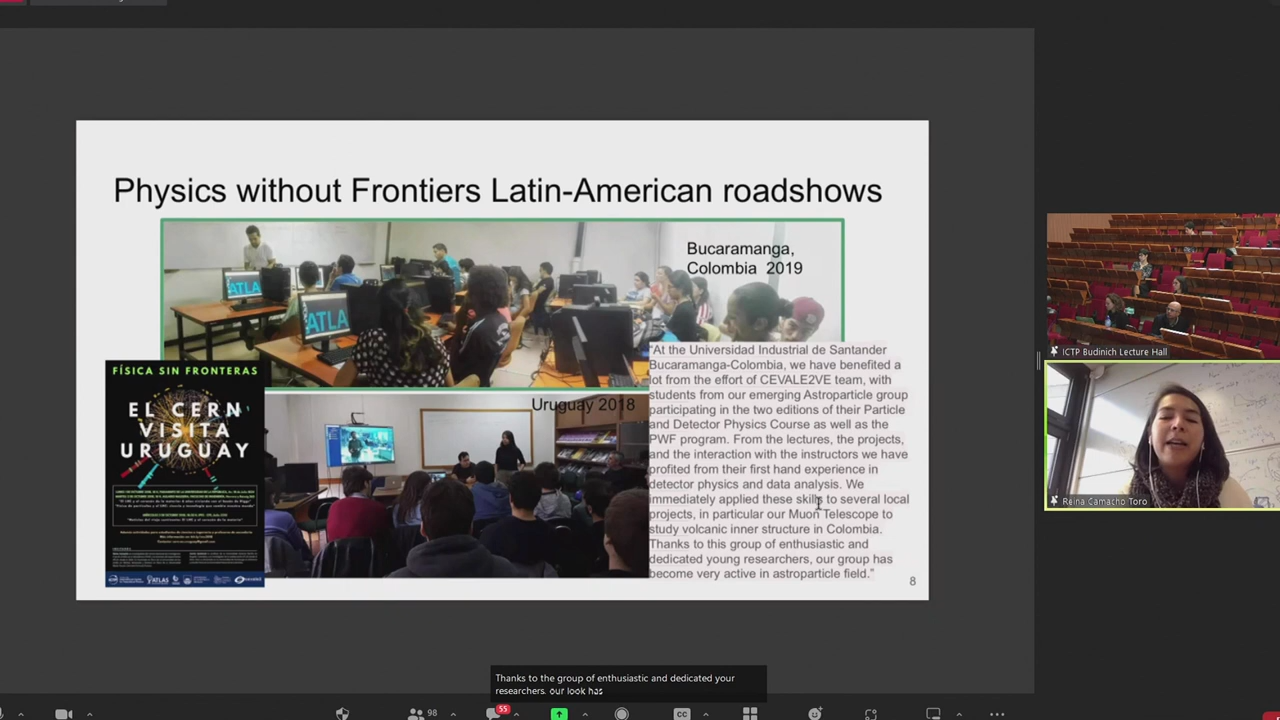 Physics without Frontiers Latin-American roadshows
Bucaramanga,
Colombia 2019
ATLA
ATLA
"At the Universidad Industrial de Santander
Bucaramanga-Colombia, we have benefited a
lot from the effort of CEVALE2VE team, with
students from our emerging Astroparticle group
participating in the two editions of their Particle
and Detector Physics Course as well as the
PWF program. From the lectures, the projects,
and the interaction with the instructors we have
profited from their first hand experience in
detector physics and data analysis. We
immediately applied these skills to several local
projects, in particular our Muon Telescope to
study volcanic inner structure in Colombia.
Thanks to this group of enthusiastic and
dedicated young researchers, our group has
become very active in astroparticle field."
Uruguay 2018
FÍSICA SIN FRONTERAS
EL CERN
VISITA
URUGUAY
ATLAS
8
ICTP Budinich Lecture Hall
Reina Camacho Toro
Thanks to the group of enthusiastic and dedicated your
researchers. our look has
98
55
CC